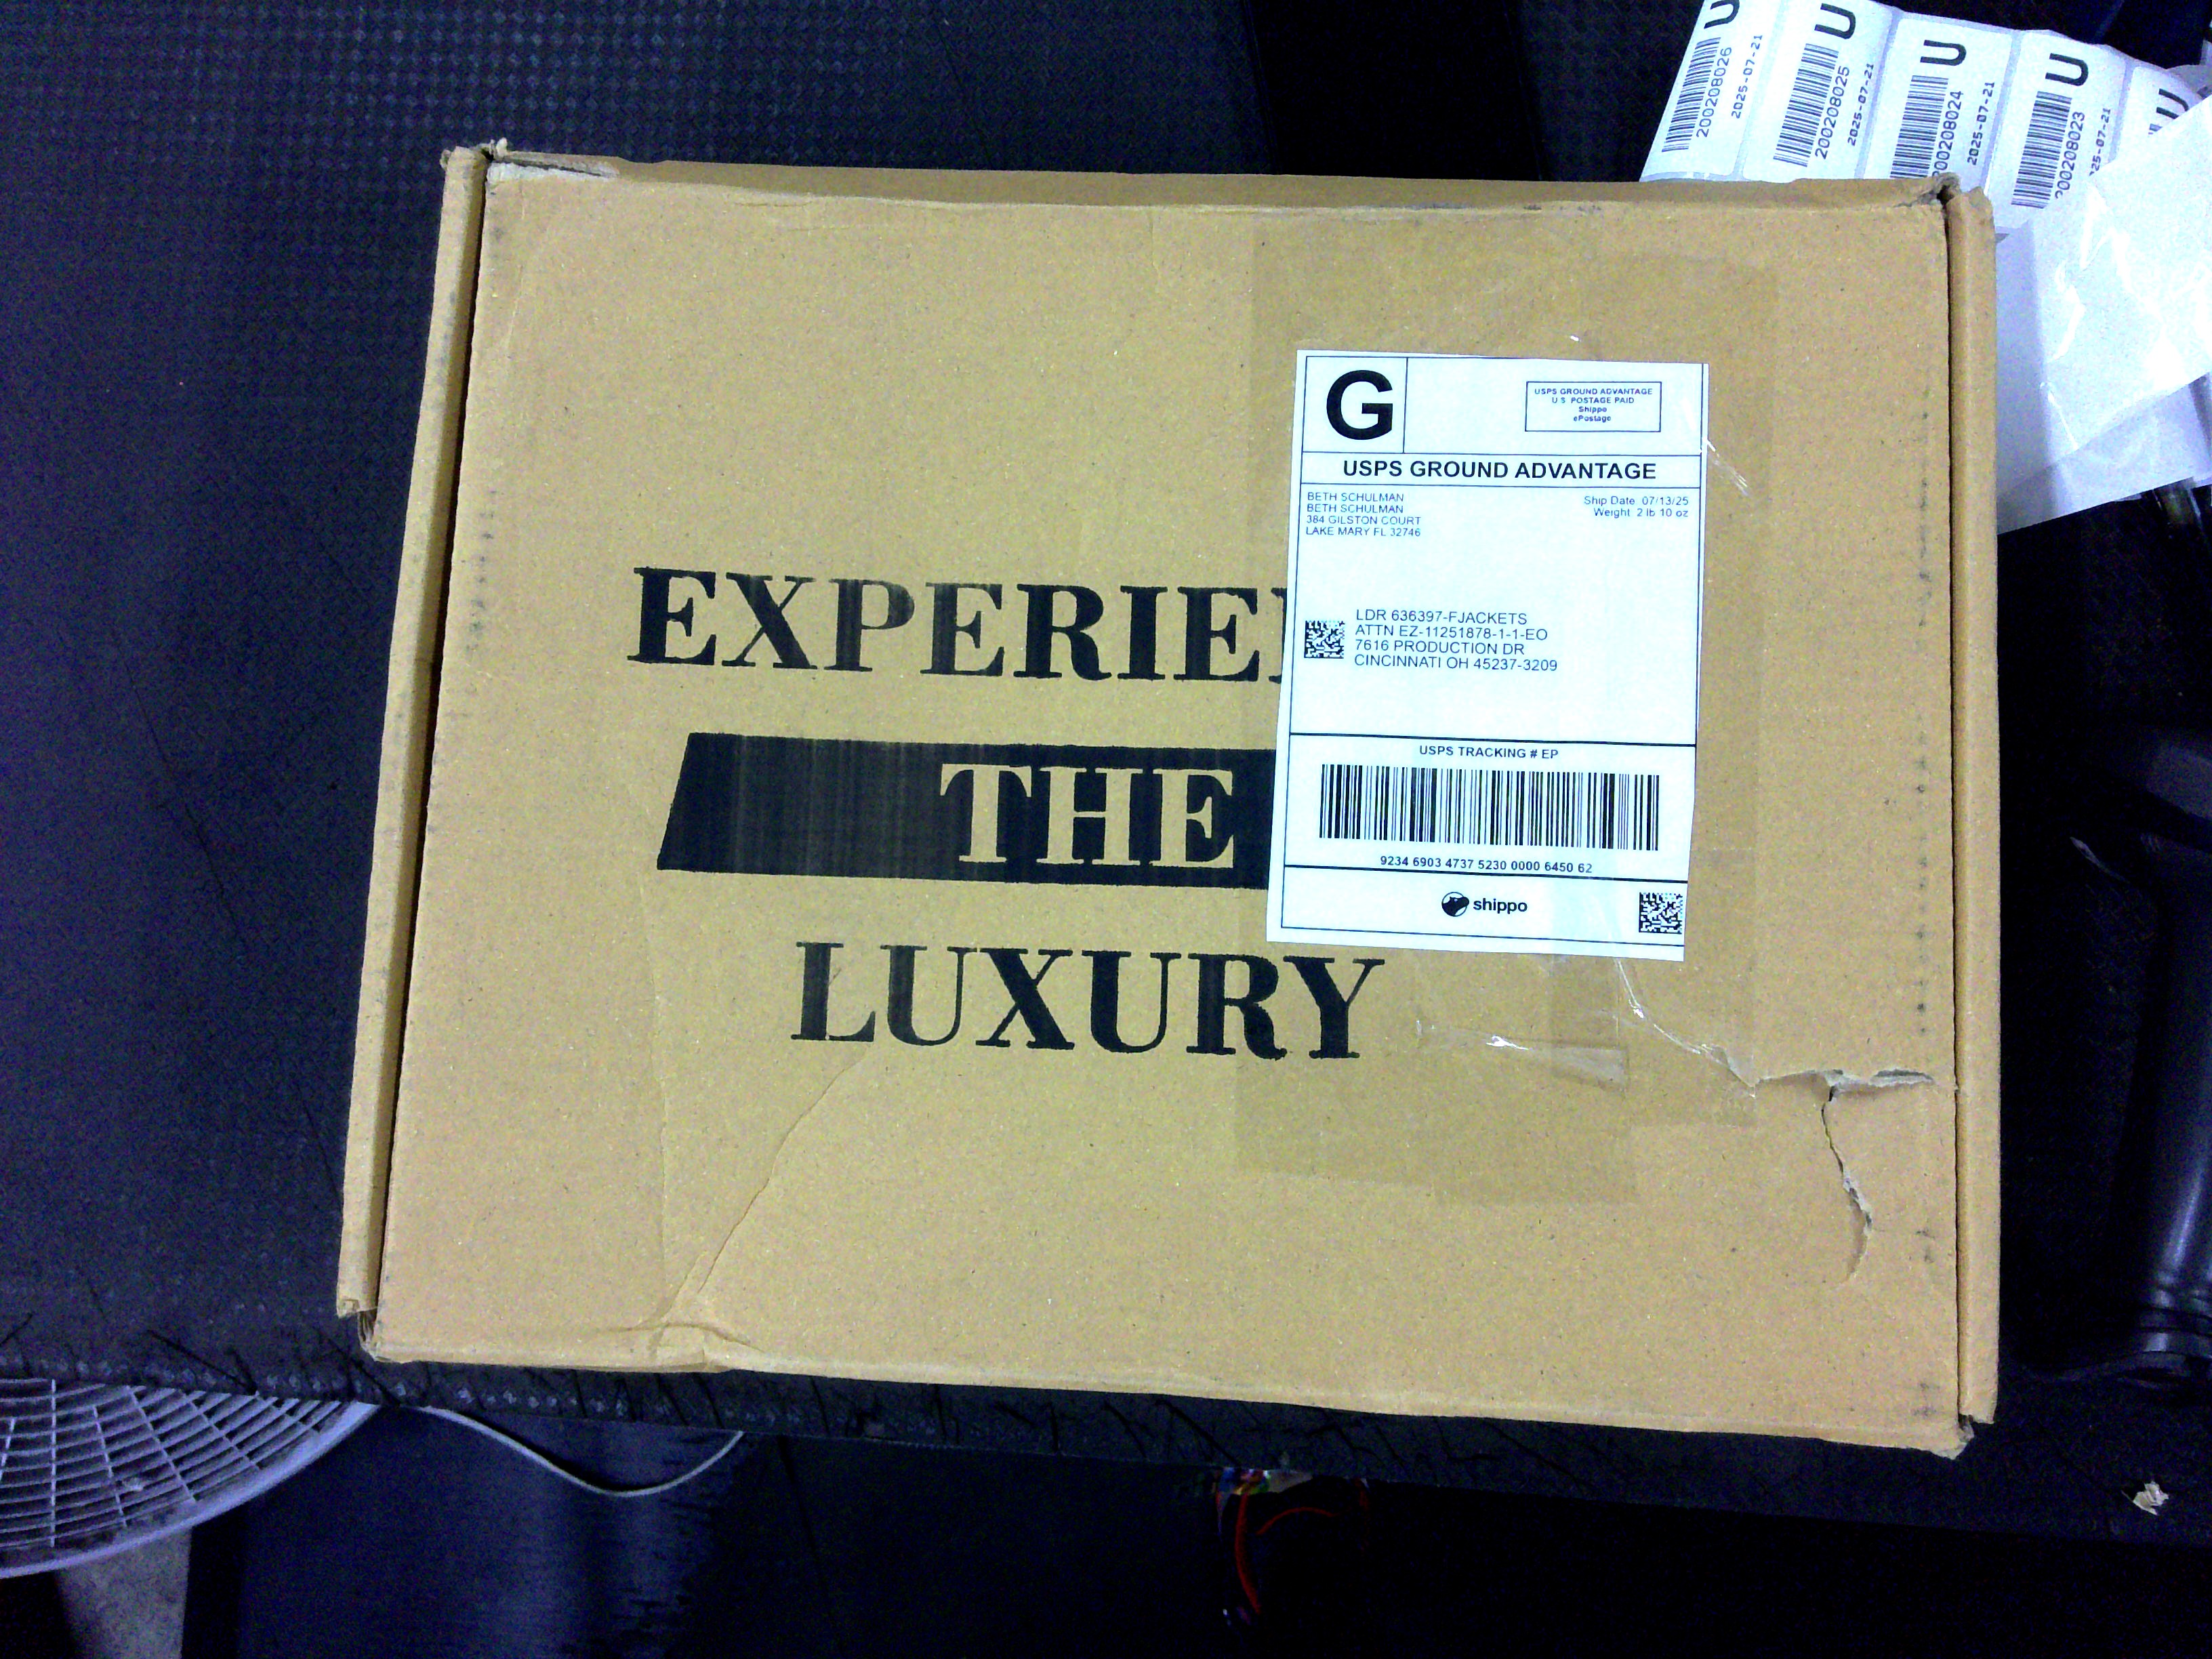 U
200208026
2025-07-21
U
200208025
2025-07-21
U
200208024
2025-07-21
U
200208023
U
EXPERIE
THE
LUXURY
G
USPS GROUND ADVANTAGE
U.S. POSTAGE PAID
Shippo
ePostage
USPS GROUND ADVANTAGE
BETH SCHULMAN
BETH SCHULMAN
384 GILSTON COURT
LAKE MARY FL 32746
Ship Date: 07/13/25
Weight: 2 lb 10 oz
LDR 636397-FJACKETS
ATTN EZ-11251878-1-1-EO
7616 PRODUCTION DR
CINCINNATI OH 45237-3209
USPS TRACKING # EP
9234 6903 4737 5230 0000 6450 62
shippo